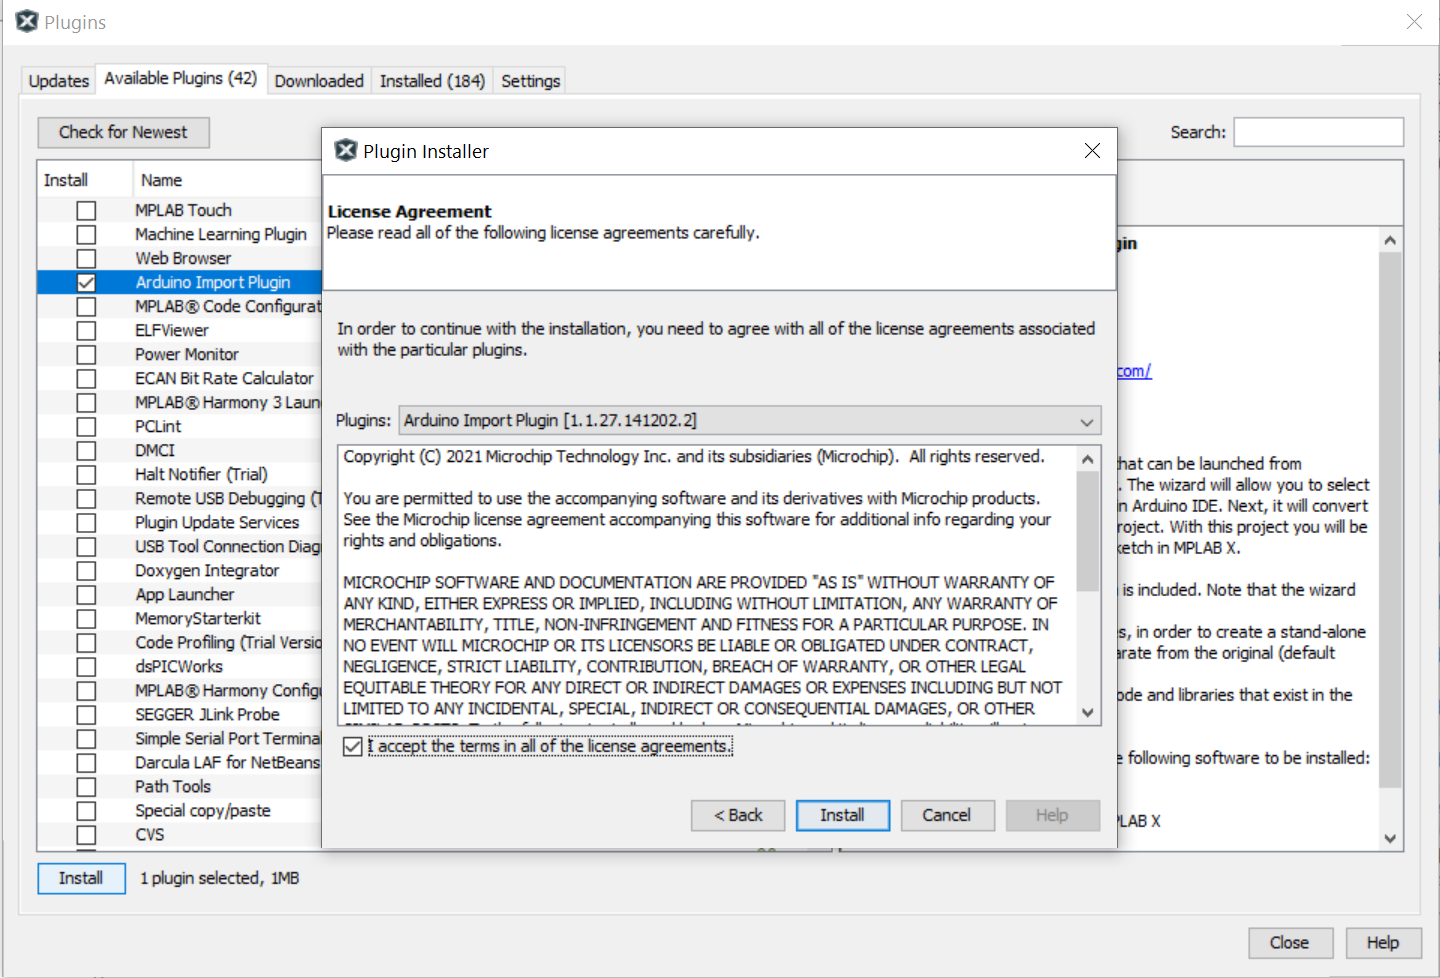 Plugins
Updates
Available Plugins (42)
Downloaded
Installed (184)
Settings
Check for Newest
Search:
Install
Name
MPLAB Touch
Machine Learning Plugin
Web Browser
Arduino Import Plugin
MPLAB® Code Configurat
ELFViewer
Power Monitor
ECAN Bit Rate Calculator
MPLAB® Harmony 3 Laun
PCLint
DMCI
Halt Notifier (Trial)
Remote USB Debugging (T
Plugin Update Services
USB Tool Connection Diag
Doxygen Integrator
App Launcher
MemoryStarterkit
Code Profiling (Trial Versio
dsPICWorks
MPLAB® Harmony Configu
SEGGER JLink Probe
Simple Serial Port Terminal
Darcula LAF for NetBeans
Path Tools
Special copy/paste
CVS
Plugin Installer
License Agreement
Please read all of the following license agreements carefully.
In order to continue with the installation, you need to agree with all of the license agreements associated
with the particular plugins.
Plugins:
Arduino Import Plugin [1.1.27.141202.2]
Copyright (C) 2021 Microchip Technology Inc. and its subsidiaries (Microchip).  All rights reserved.
You are permitted to use the accompanying software and its derivatives with Microchip products.
See the Microchip license agreement accompanying this software for additional info regarding your
rights and obligations.
MICROCHIP SOFTWARE AND DOCUMENTATION ARE PROVIDED "AS IS" WITHOUT WARRANTY OF
ANY KIND, EITHER EXPRESS OR IMPLIED, INCLUDING WITHOUT LIMITATION, ANY WARRANTY OF
MERCHANTABILITY, TITLE, NON-INFRINGEMENT AND FITNESS FOR A PARTICULAR PURPOSE. IN
NO EVENT WILL MICROCHIP OR ITS LICENSORS BE LIABLE OR OBLIGATED UNDER CONTRACT,
NEGLIGENCE, STRICT LIABILITY, CONTRIBUTION, BREACH OF WARRANTY, OR OTHER LEGAL
EQUITABLE THEORY FOR ANY DIRECT OR INDIRECT DAMAGES OR EXPENSES INCLUDING BUT NOT
LIMITED TO ANY INCIDENTAL, SPECIAL, INDIRECT OR CONSEQUENTIAL DAMAGES, OR OTHER
I accept the terms in all of the license agreements.
< Back
Install
Cancel
Help
gin
com/
hat can be launched from
. The wizard will allow you to select
in Arduino IDE. Next, it will convert
roject. With this project you will be
etch in MPLAB X.
is included. Note that the wizard
s, in order to create a stand-alone
arate from the original (default
ode and libraries that exist in the
e following software to be installed:
PLAB X
Install
1 plugin selected, 1MB
Close
Help